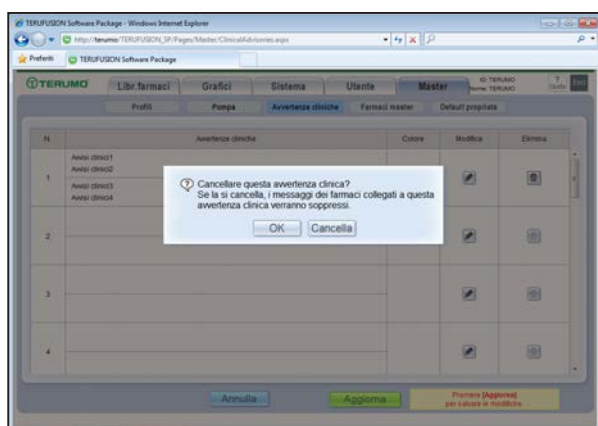 TERUFUSION Software Package - Windows Internet Explorer
http://terumo/TERUFUSION_SP/Pages/Master/ClinicalAdvisories.aspx
Preferiti TERUFUSION Software Package
TERUMO Libr.farmaci Grafici Sistema Utente Master ID: TERUMO
Nome: TERUMO
? Guida Esci
Profili Pompa Avvertenze cliniche Farmaci master Default propilata
N. Avvertenze cliniche Colore Modifica Elimina
Avvisi clinici1
Avvisi clinici2
1
Avvisi clinici3
Avvisi clinici4
Cancellare questa avvertenza clinica?
Se la si cancella, i messaggi dei farmaci collegati a questa
avvertenza clinica verranno soppressi.
OK Cancella
2
3
4
Annulla Aggiorna Premere [Aggiorna]
per salvare le modifiche.